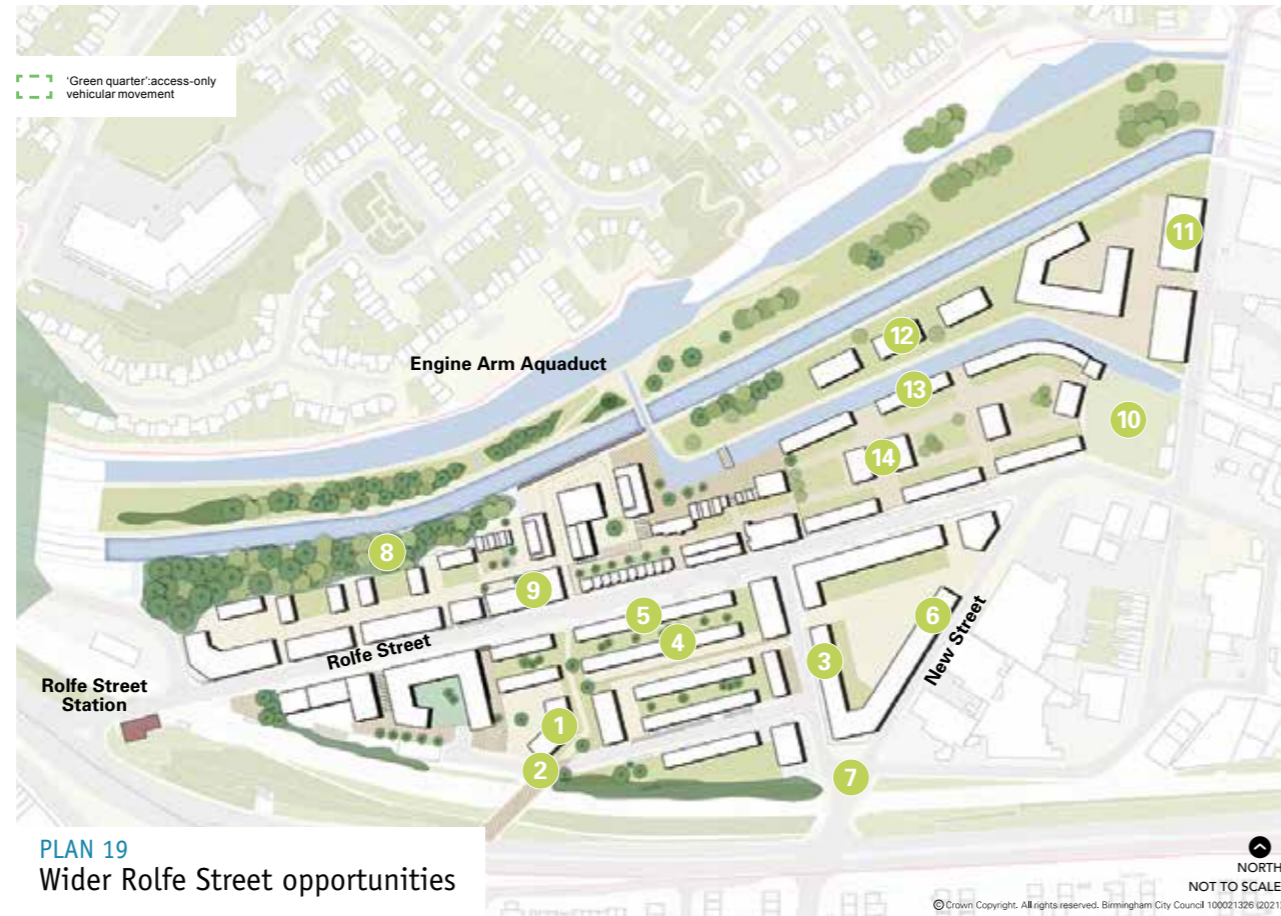 'Green quarter':access-only
vehicular movement
11
Engine Arm Aquaduct
12
13
10
14
8
9
5
6
4
Rolfe Street
New Street
3
Rolfe Street
Station
1
2
7
PLAN 19
Wider Rolfe Street opportunities
NORTH
NOT TO SCALE
© Crown Copyright. All rights reserved. Birmingham City Council 100021326 (2021)